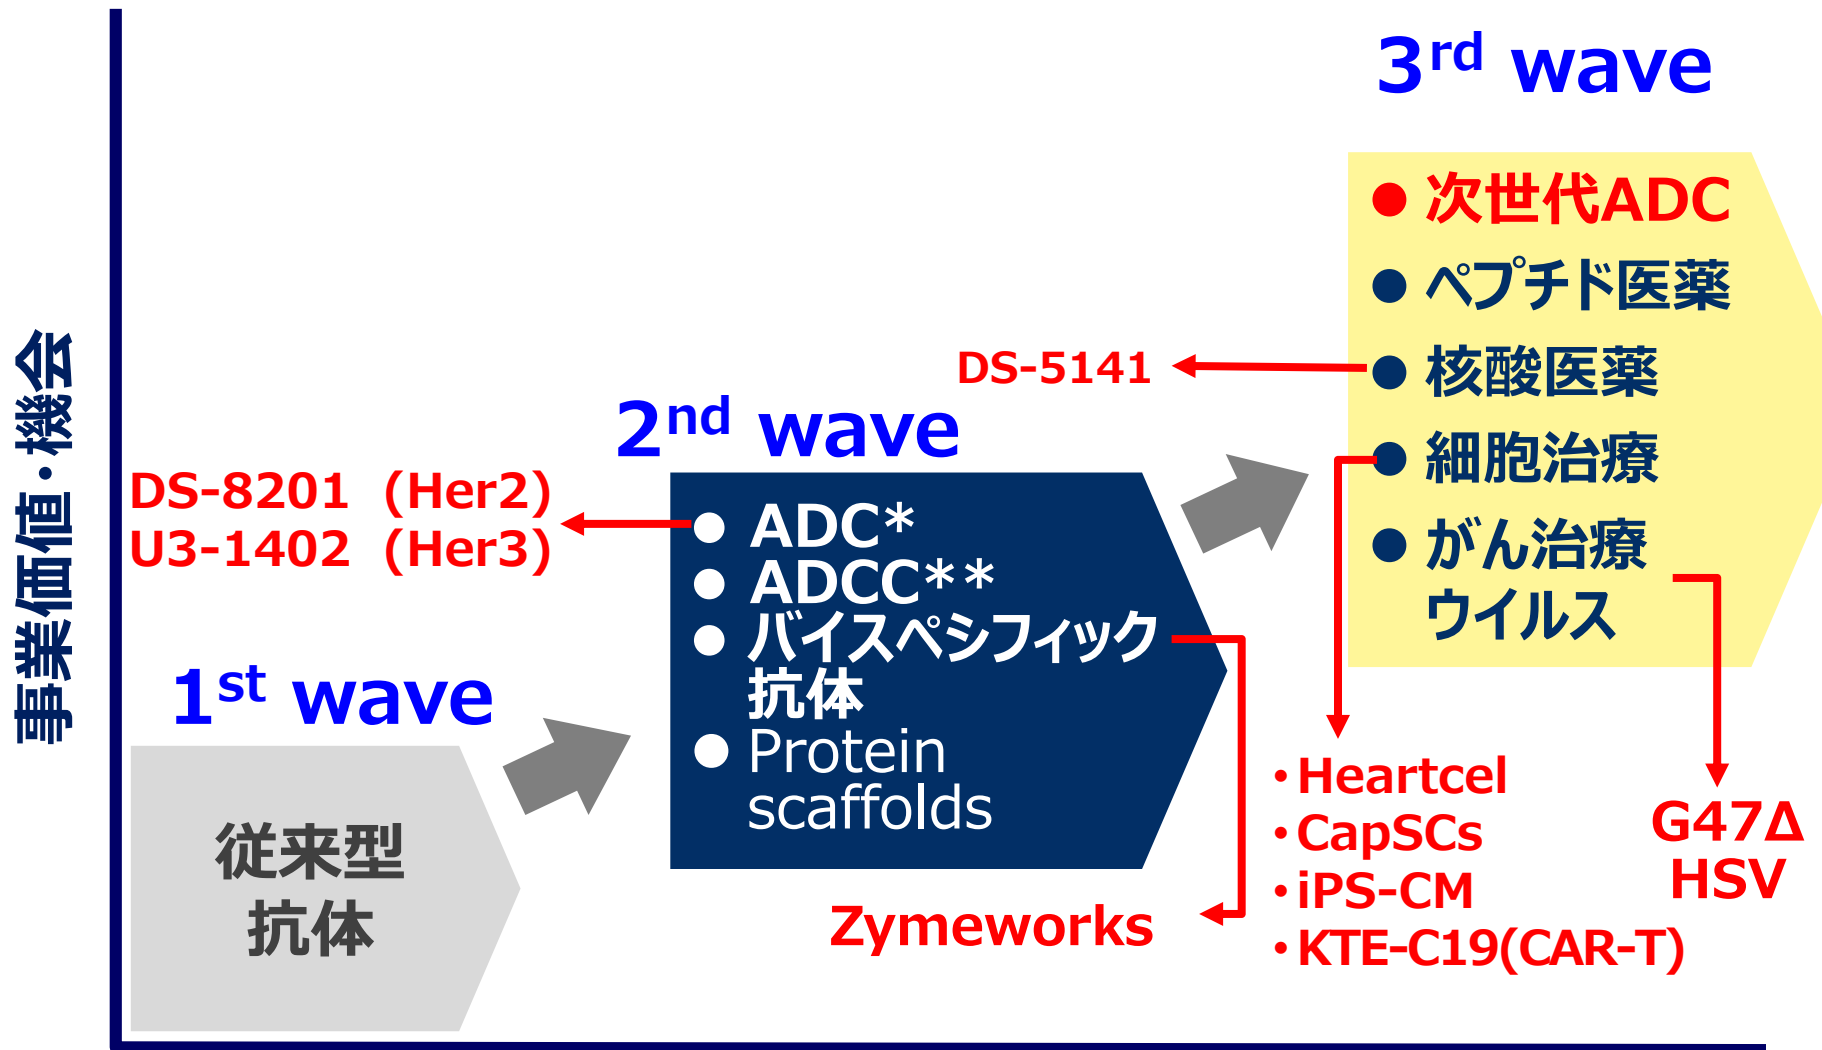 事業価値・機会
1st wave
従来型
抗体
2nd wave
DS-8201 (Her2)
U3-1402 (Her3)
● ADC*
● ADCC**
● バイスペシフィック
抗体
● Protein
scaffolds
Zymeworks
3rd wave
● 次世代ADC
● ペプチド医薬
● 核酸医薬
● 細胞治療
● がん治療
ウイルス
DS-5141
・Heartcel
・CapSCs
・iPS-CM
・KTE-C19(CAR-T)
G47Δ
HSV